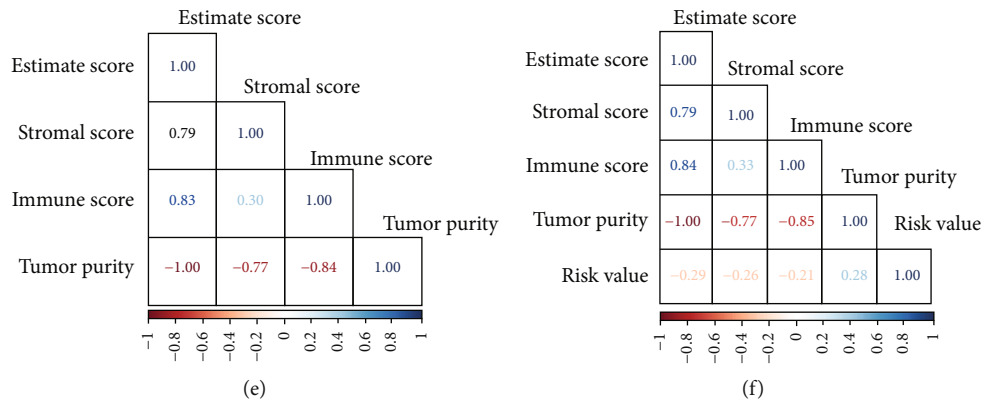 Estimate score
Estimate score 1.00
Stromal score
Stromal score 0.79 1.00
Immune score
Immune score 0.83 0.30 1.00
Tumor purity
Tumor purity −1.00 −0.77 −0.84 1.00
−1 −0.8 −0.6 −0.4 −0.2 0 0.2 0.4 0.6 0.8 1
(e)
Estimate score
Estimate score 1.00
Stromal score
Stromal score 0.79 1.00
Immune score
Immune score 0.84 0.33 1.00
Tumor purity
Tumor purity −1.00 −0.77 −0.85 1.00
Risk value
Risk value −0.29 −0.26 −0.21 0.28 1.00
−1 −0.8 −0.6 −0.4 −0.2 0 0.2 0.4 0.6 0.8 1
(f)